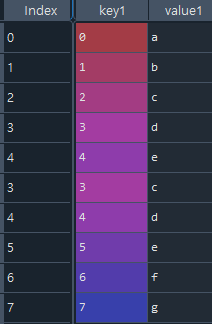 Index key1 value1
0 0 a
1 1 b
2 2 c
3 3 d
4 4 e
3 3 c
4 4 d
5 5 e
6 6 f
7 7 g